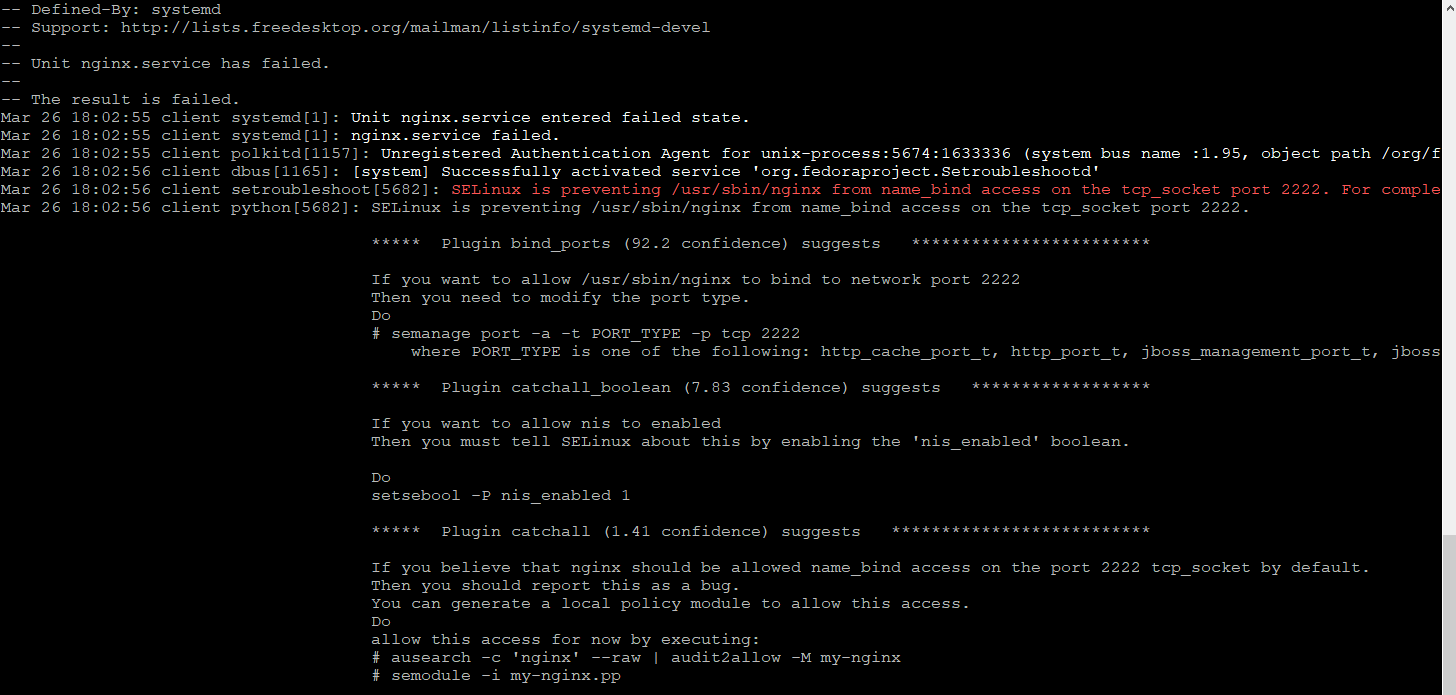 -- Defined-By: systemd
-- Support: http://lists.freedesktop.org/mailman/listinfo/systemd-devel
--
-- Unit nginx.service has failed.
--
-- The result is failed.
Mar 26 18:02:55 client systemd[1]: Unit nginx.service entered failed state.
Mar 26 18:02:55 client systemd[1]: nginx.service failed.
Mar 26 18:02:55 client polkitd[1157]: Unregistered Authentication Agent for unix-process:5674:1633336 (system bus name :1.95, object path /org/f
Mar 26 18:02:56 client dbus[1165]: [system] Successfully activated service 'org.fedoraproject.Setroubleshootd'
Mar 26 18:02:56 client setroubleshoot[5682]: SELinux is preventing /usr/sbin/nginx from name_bind access on the tcp_socket port 2222. For comple
Mar 26 18:02:56 client python[5682]: SELinux is preventing /usr/sbin/nginx from name_bind access on the tcp_socket port 2222.
***** Plugin bind_ports (92.2 confidence) suggests ************************
If you want to allow /usr/sbin/nginx to bind to network port 2222
Then you need to modify the port type.
Do
# semanage port -a -t PORT_TYPE -p tcp 2222
where PORT_TYPE is one of the following: http_cache_port_t, http_port_t, jboss_management_port_t, jboss
***** Plugin catchall_boolean (7.83 confidence) suggests ******************
If you want to allow nis to enabled
Then you must tell SELinux about this by enabling the 'nis_enabled' boolean.
Do
setsebool -P nis_enabled 1
***** Plugin catchall (1.41 confidence) suggests **************************
If you believe that nginx should be allowed name_bind access on the port 2222 tcp_socket by default.
Then you should report this as a bug.
You can generate a local policy module to allow this access.
Do
allow this access for now by executing:
# ausearch -c 'nginx' --raw | audit2allow -M my-nginx
# semodule -i my-nginx.pp